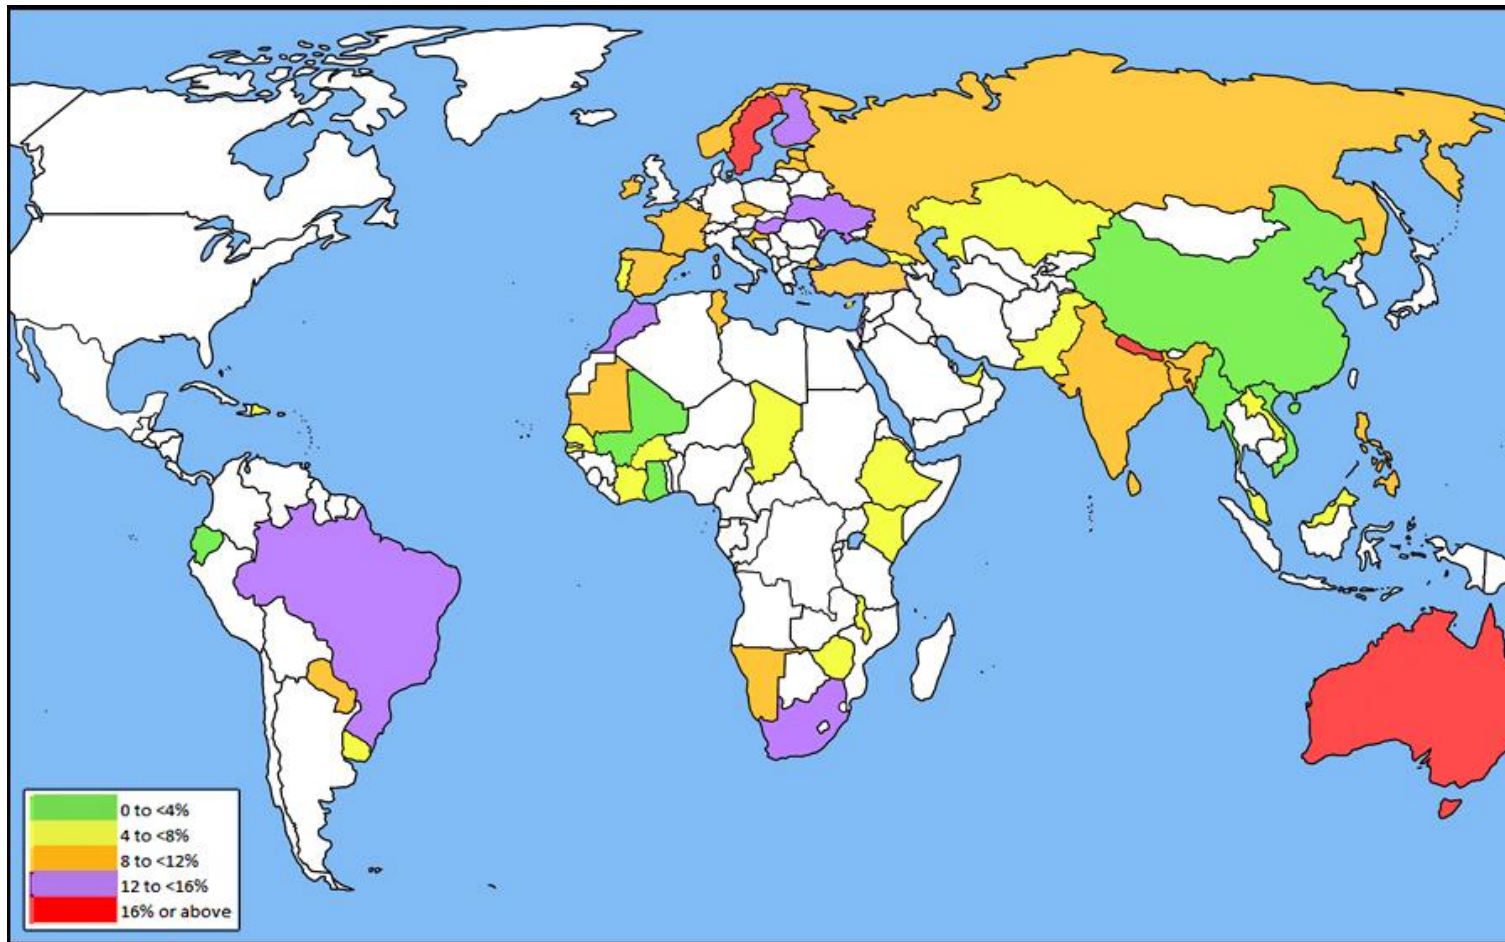 0 to <4%
4 to <8%
8 to <12%
12 to <16%
16% or above